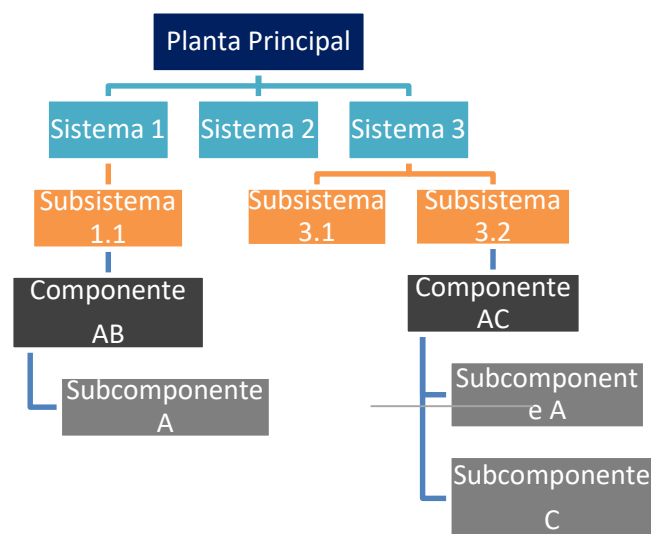 Planta Principal
Sistema 1
Sistema 2
Sistema 3
Subsistema
1.1
Subsistema
3.1
Subsistema
3.2
Componente
AB
Componente
AC
Subcomponente
A
Subcomponent
e A
Subcomponente
C